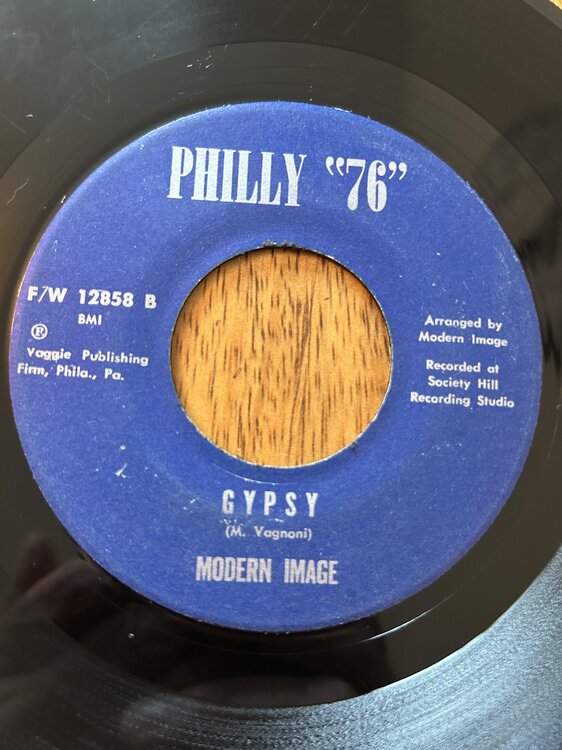 PHILLY “76”
F/W 12858 B
BMI
℗
Vaggie Publishing
Firm, Phila., Pa.
Arranged by
Modern Image
Recorded at
Society Hill
Recording Studio
GYPSY
(M. Vagnoni)
MODERN IMAGE